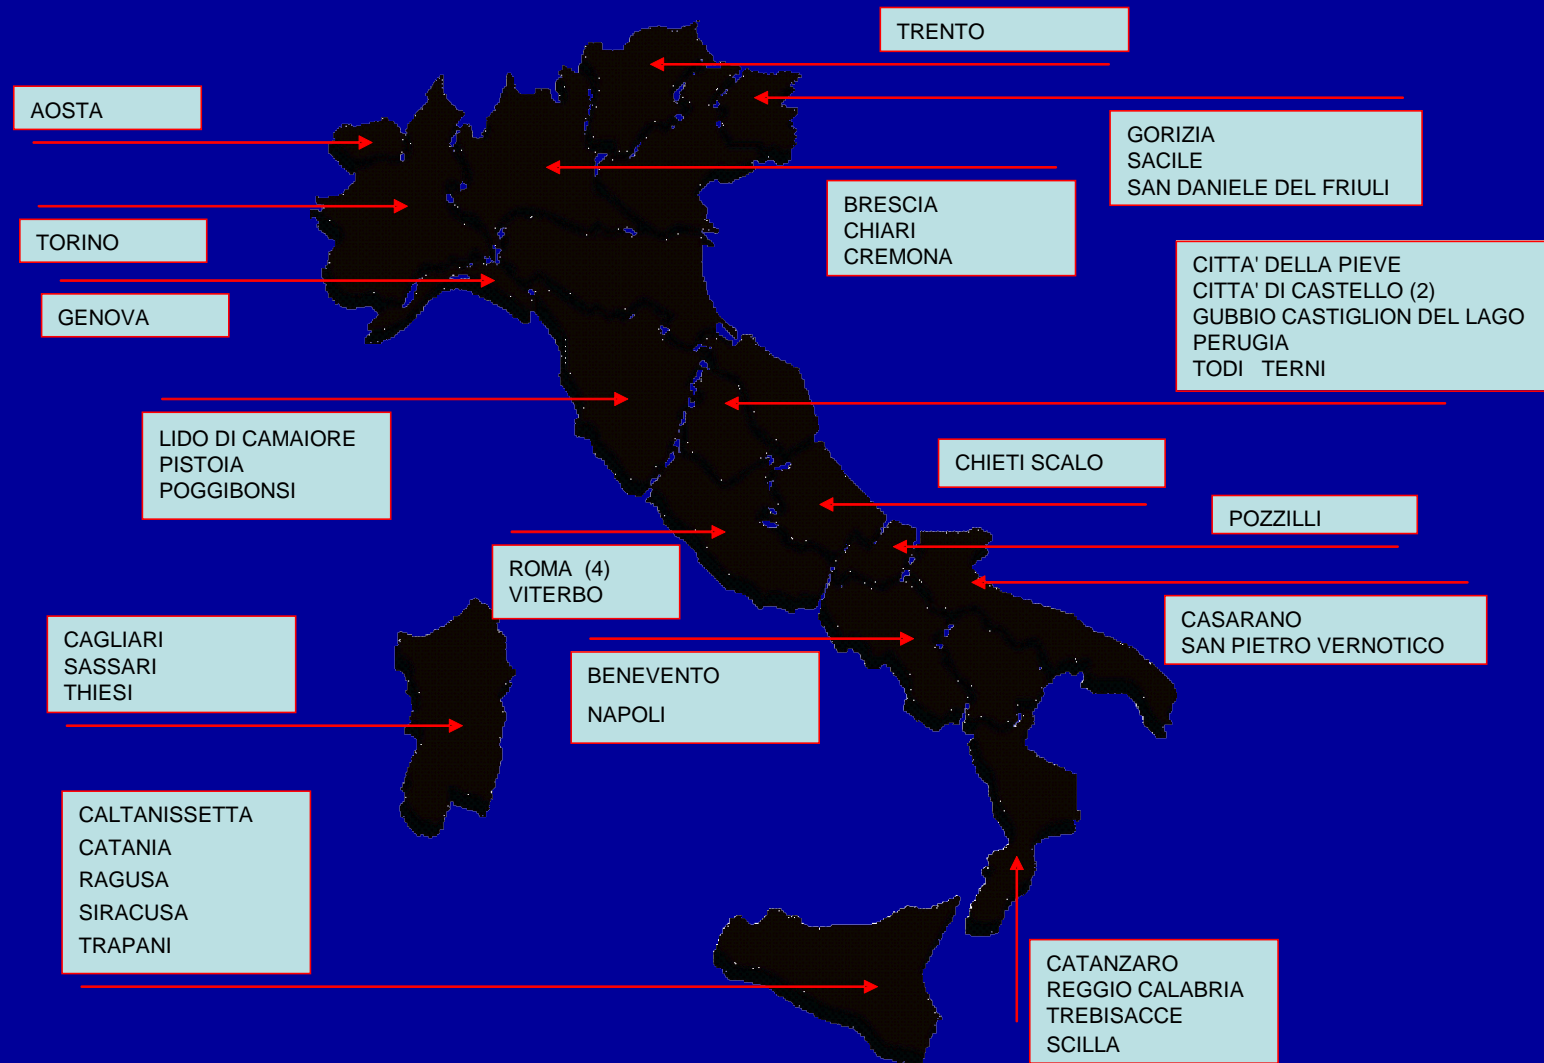 TRENTO
AOSTA
GORIZIA
SACILE
SAN DANIELE DEL FRIULI
BRESCIA
CHIARI
CREMONA
TORINO
CITTA' DELLA PIEVE
CITTA' DI CASTELLO (2)
GUBBIO CASTIGLION DEL LAGO
PERUGIA
TODI   TERNI
GENOVA
LIDO DI CAMAIORE
PISTOIA
POGGIBONSI
CHIETI SCALO
POZZILLI
ROMA  (4)
VITERBO
CASARANO
SAN PIETRO VERNOTICO
CAGLIARI
SASSARI
THIESI
BENEVENTO
NAPOLI
CALTANISSETTA
CATANIA
RAGUSA
SIRACUSA
TRAPANI
CATANZARO
REGGIO CALABRIA
TREBISACCE
SCILLA